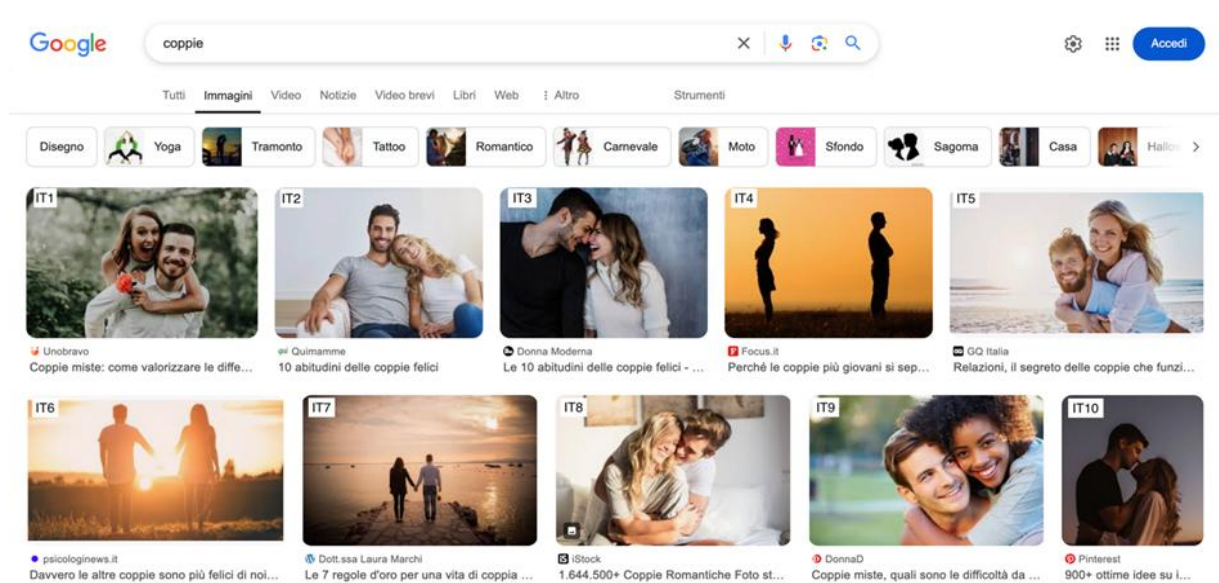 Google
coppie
Accedi
Tutti Immagini Video Notizie Video brevi Libri Web Altro Strumenti
Disegno Yoga Tramonto Tattoo Romantico Carnevale Moto Sfondo Sagoma Casa
IT1 IT2 IT3 IT4 IT5
Unobravo Quimamme Donna Moderna Focus.it GQ Italia
Coppie miste: come valorizzare le diffe... 10 abitudini delle coppie felici Le 10 abitudini delle coppie felici - ... Perché le coppie più giovani si sep... Relazioni, il segreto delle coppie che funzi...
IT6 IT7 IT8 IT9 IT10
psicologinews.it Dott.ssa Laura Marchi iStock DonnaD Pinterest
Davvero le altre coppie sono più felici di noi... Le 7 regole d'oro per una vita di coppia ... 1.644.500+ Coppie Romantiche Foto st... Coppie miste, quali sono le difficoltà da ... 900+ ottime idee su i...